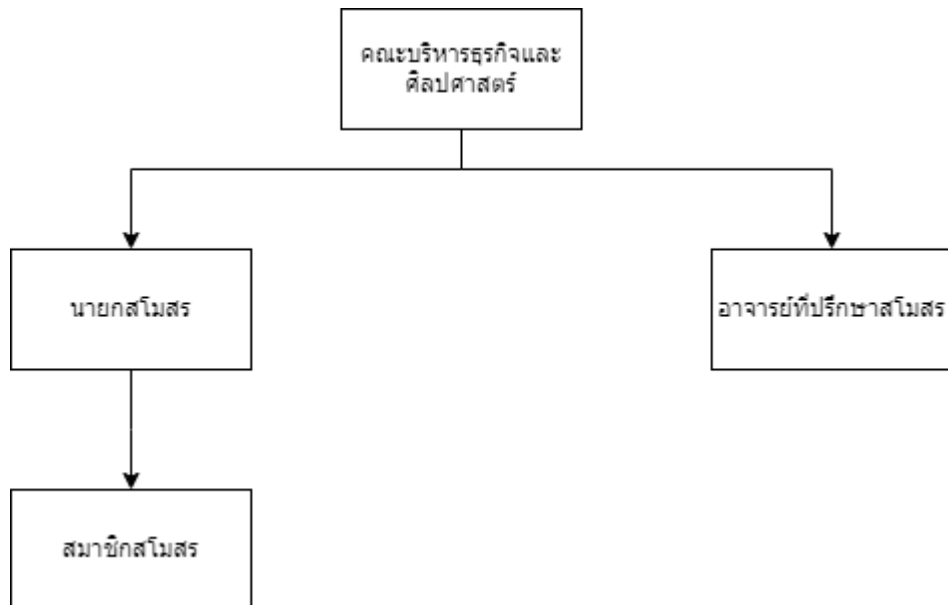 คณะบริหารธุรกิจและ
ศิลปศาสตร์
นายกสโมสร
อาจารย์ที่ปรึกษาสโมสร
สมาชิกสโมสร